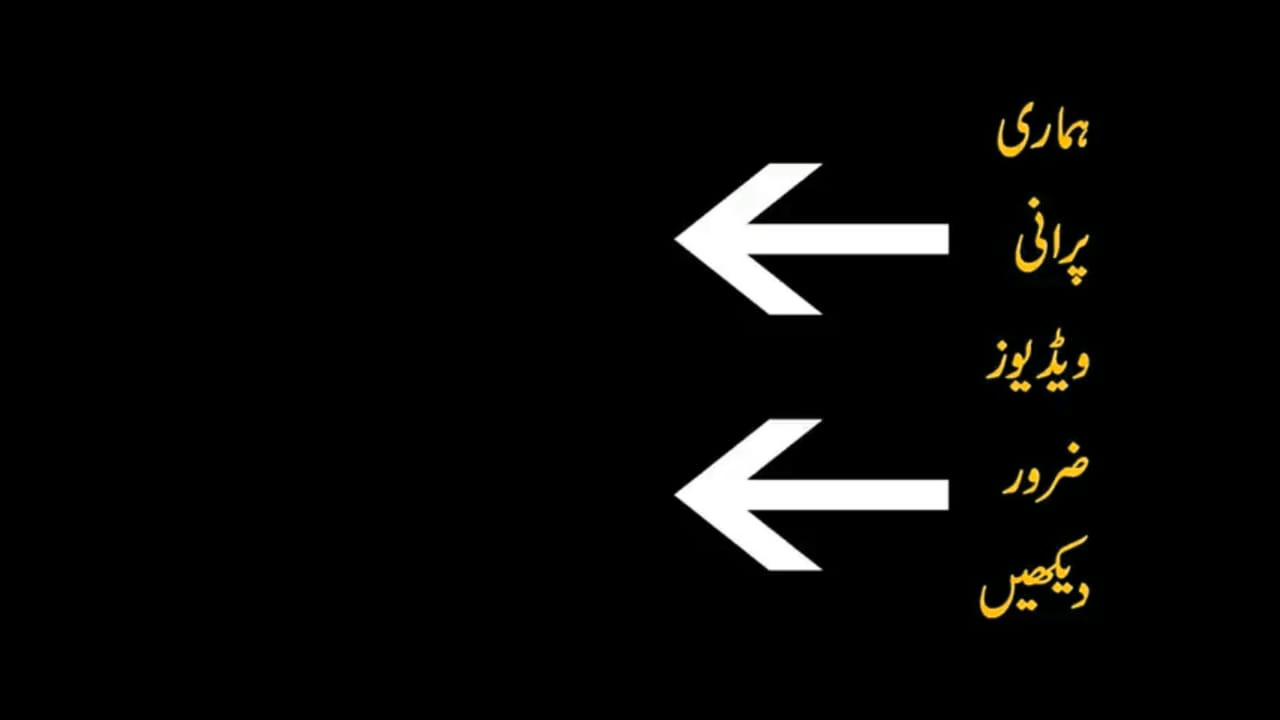 ہماری
پرانی
ویڈیوز
ضرور
دیکھیں